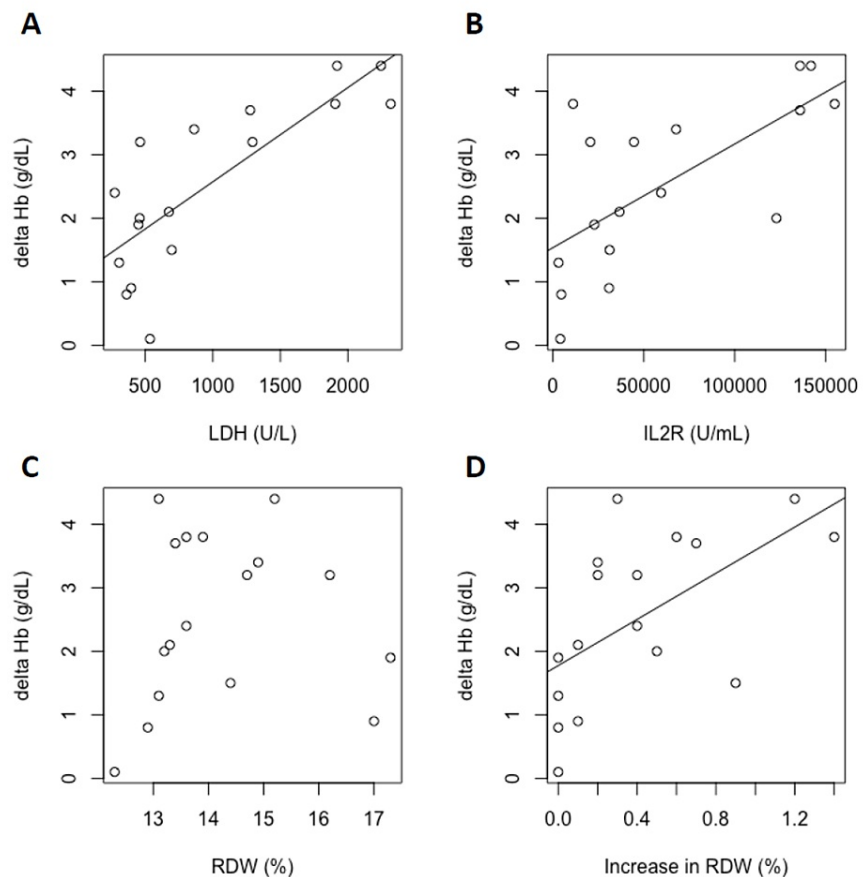 A
delta Hb (g/dL)
4
3
2
1
0
500 1000 1500 2000
LDH (U/L)
B
delta Hb (g/dL)
4
3
2
1
0
0 50000 100000 150000
IL2R (U/mL)
C
delta Hb (g/dL)
4
3
2
1
0
13 14 15 16 17
RDW (%)
D
delta Hb (g/dL)
4
3
2
1
0
0.0 0.4 0.8 1.2
Increase in RDW (%)